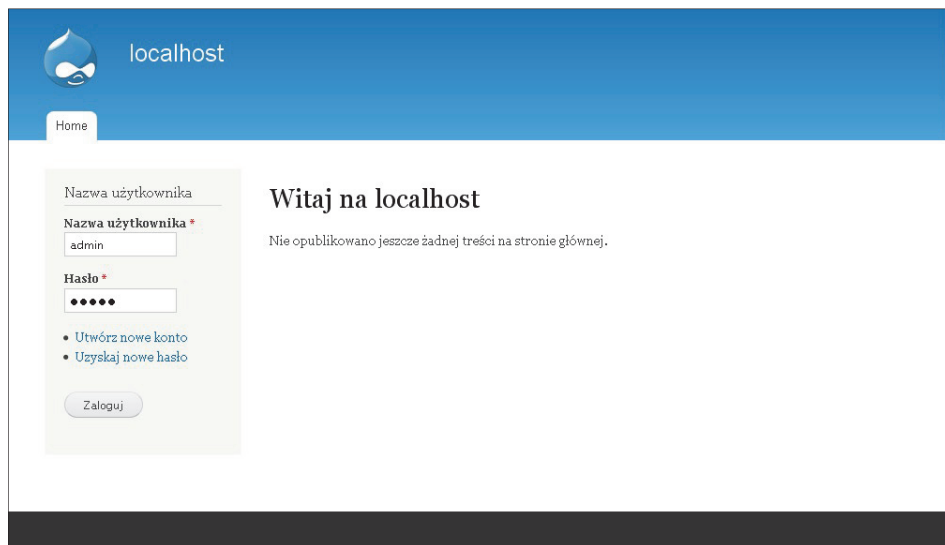 localhost
Home
Nazwa użytkownika
Nazwa użytkownika *
admin
Hasło *
●●●●●
Utwórz nowe konto
Uzyskaj nowe hasło
Zaloguj
Witaj na localhost
Nie opublikowano jeszcze żadnej treści na stronie głównej.